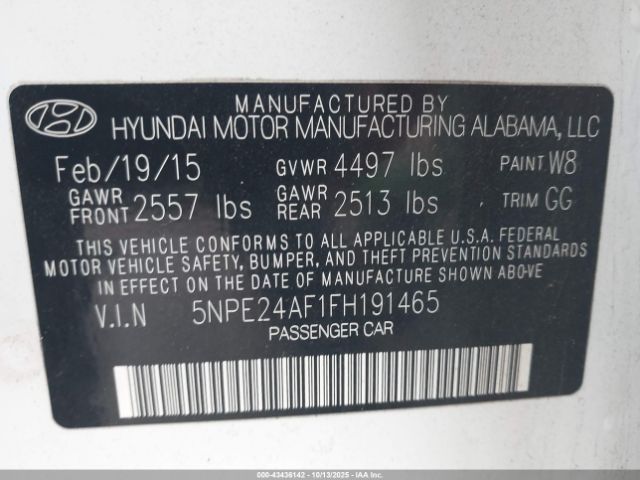 MANUFACTURED BY
HYUNDAI MOTOR MANUFACTURING ALABAMA, LLC
Feb/19/15 GVWR 4497 lbs PAINT W8
GAWR FRONT 2557 lbs GAWR REAR 2513 lbs TRIM GG
THIS VEHICLE CONFORMS TO ALL APPLICABLE U.S.A. FEDERAL
MOTOR VEHICLE SAFETY, BUMPER, AND THEFT PREVENTION STANDARDS
IN EFFECT ON THE DATE OF MANUFACTURE SHOWN ABOVE
V.I.N 5NPE24AF1FH191465
PASSENGER CAR
000-43436142 - 10/13/2025 - IAAI.CA